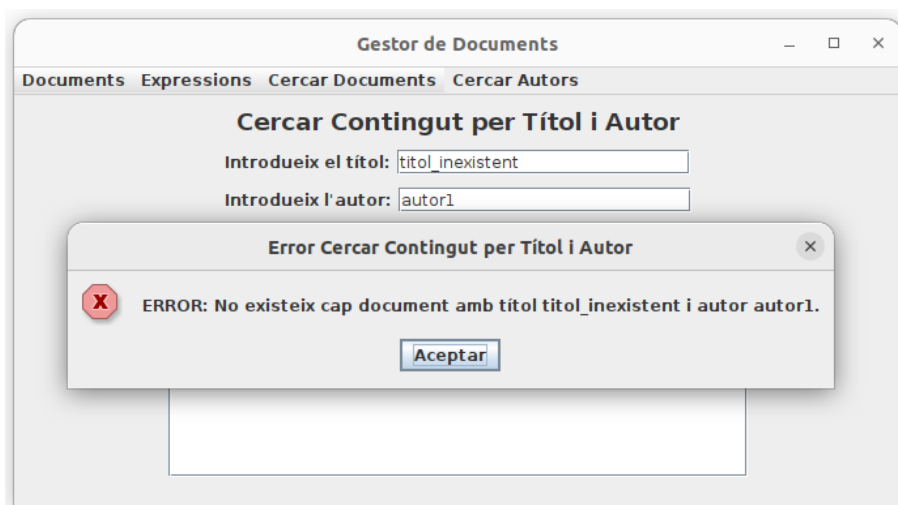 Gestor de Documents
Documents Expressions Cercar Documents Cercar Autors
Cercar Contingut per Títol i Autor
Introdueix el títol: titol_inexistent
Introdueix l'autor: autor1
Error Cercar Contingut per Títol i Autor
ERROR: No existeix cap document amb títol titol_inexistent i autor autor1.
Aceptar